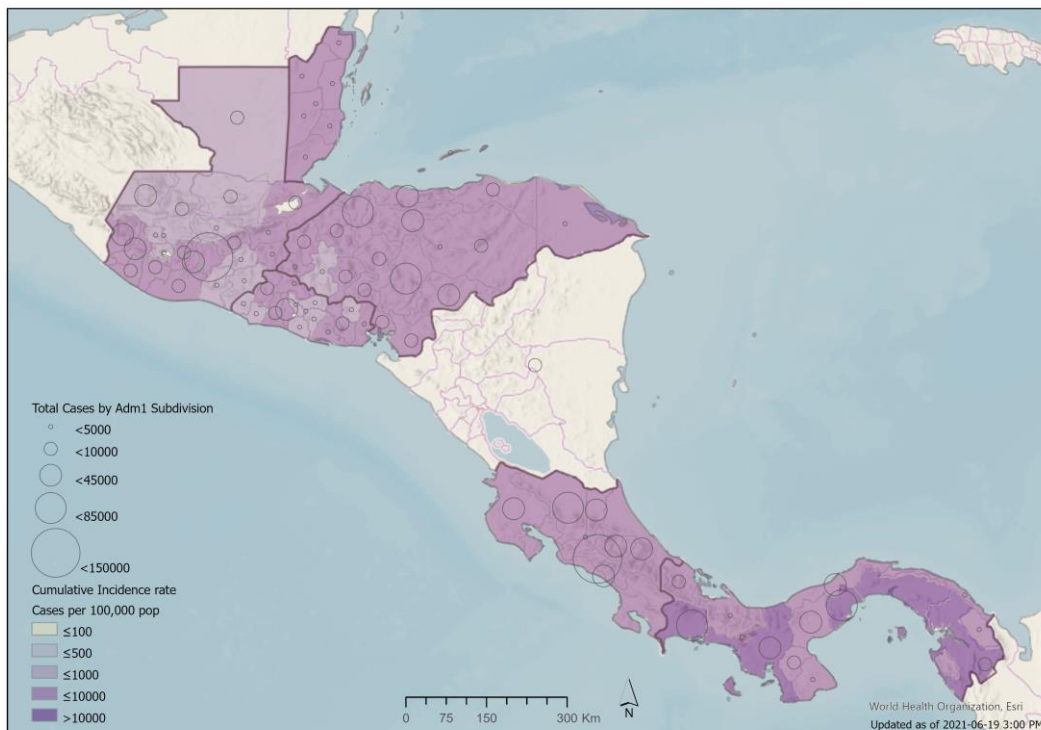 Total Cases by Adm1 Subdivision
<5000
<10000
<45000
<85000
<150000
Cumulative Incidence rate
Cases per 100,000 pop
≤100
≤500
≤1000
≤10000
>10000
0 75 150 300 Km
N
World Health Organization, Esri
Updated as of 2021-06-19 3:00 PM